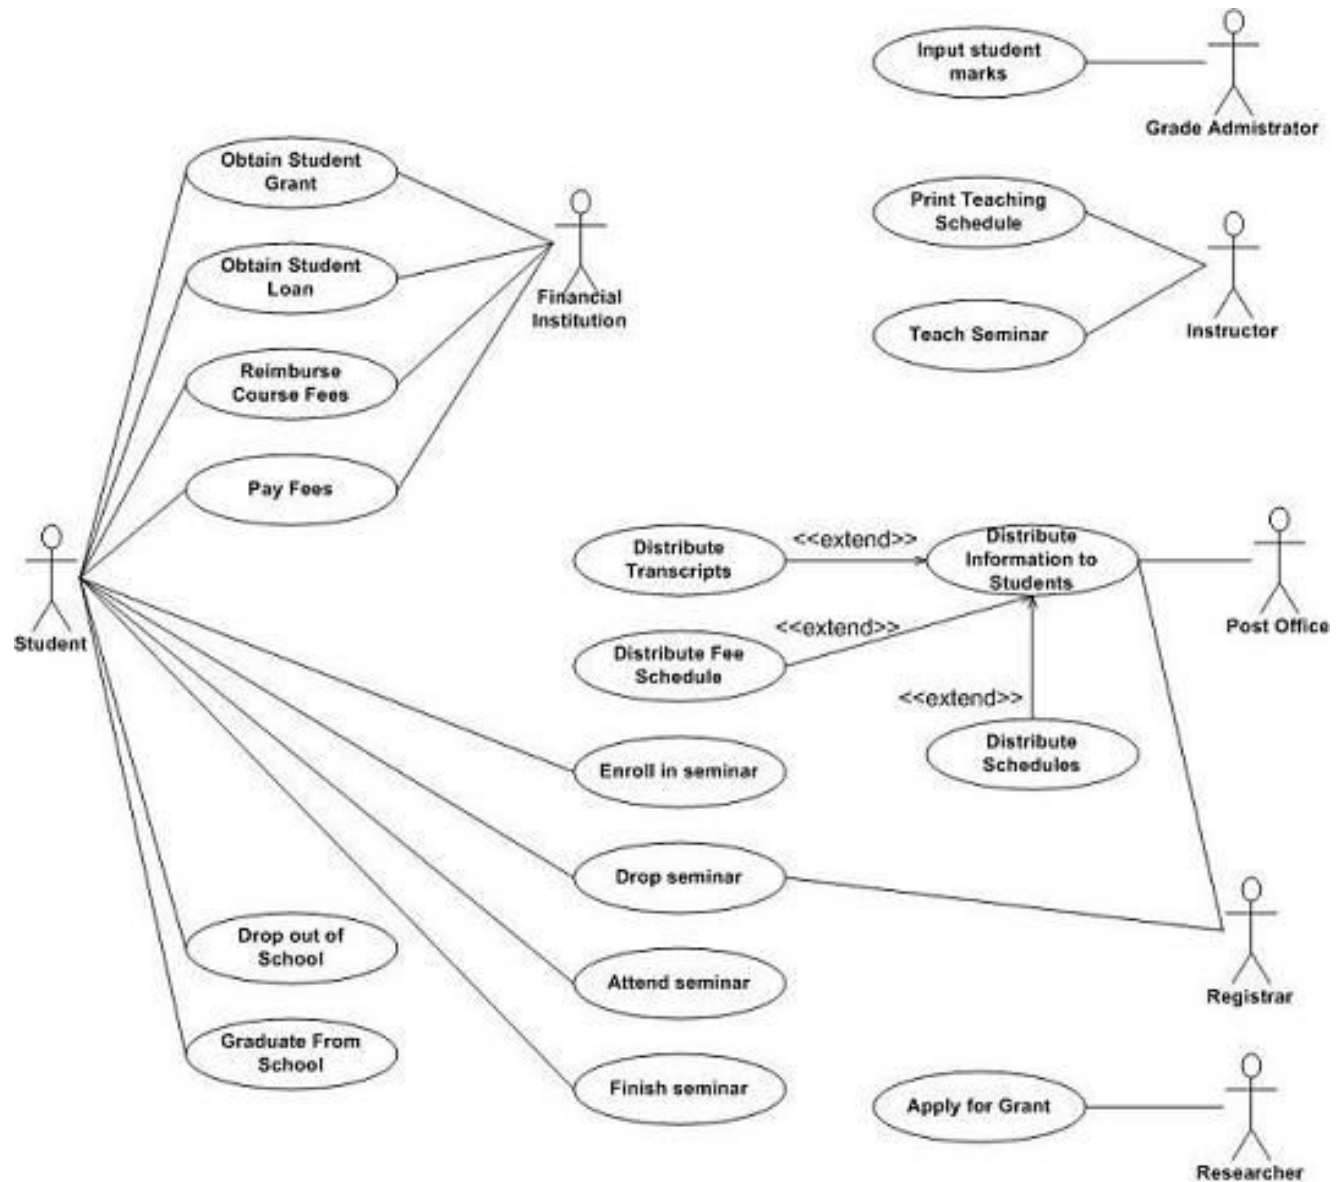 Input student
marks
Grade Admistrator
Obtain Student
Grant
Print Teaching
Schedule
Obtain Student
Loan
Financial
Institution
Teach Seminar
Instructor
Reimburse
Course Fees
Pay Fees
Student
Distribute
Transcripts
<<extend>>
Distribute
Information to
Students
Post Office
<<extend>>
Distribute Fee
Schedule
<<extend>>
Distribute
Schedules
Enroll in seminar
Drop seminar
Drop out of
School
Attend seminar
Registrar
Graduate From
School
Finish seminar
Apply for Grant
Researcher